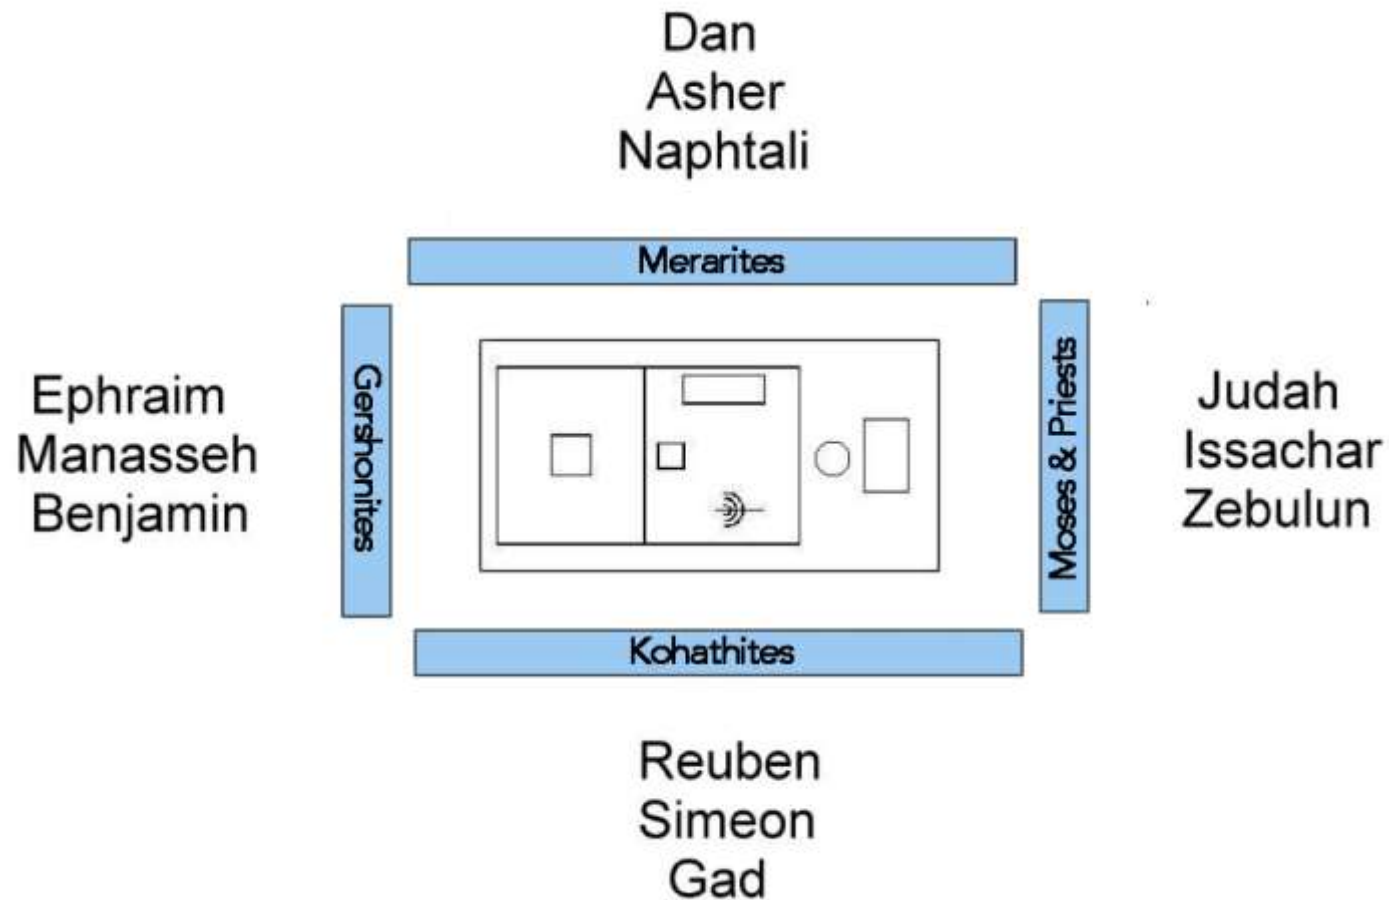 Dan
Asher
Naphtali
Merarites
Ephraim
Manasseh
Benjamin
Gershonites
Moses & Priests
Judah
Issachar
Zebulun
Kohathites
Reuben
Simeon
Gad